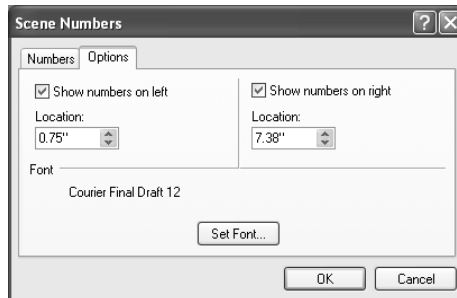 Scene Numbers
Numbers Options
Show numbers on left Show numbers on right
Location: Location:
0.75" 7.38"
Font
Courier Final Draft 12
Set Font...
OK Cancel